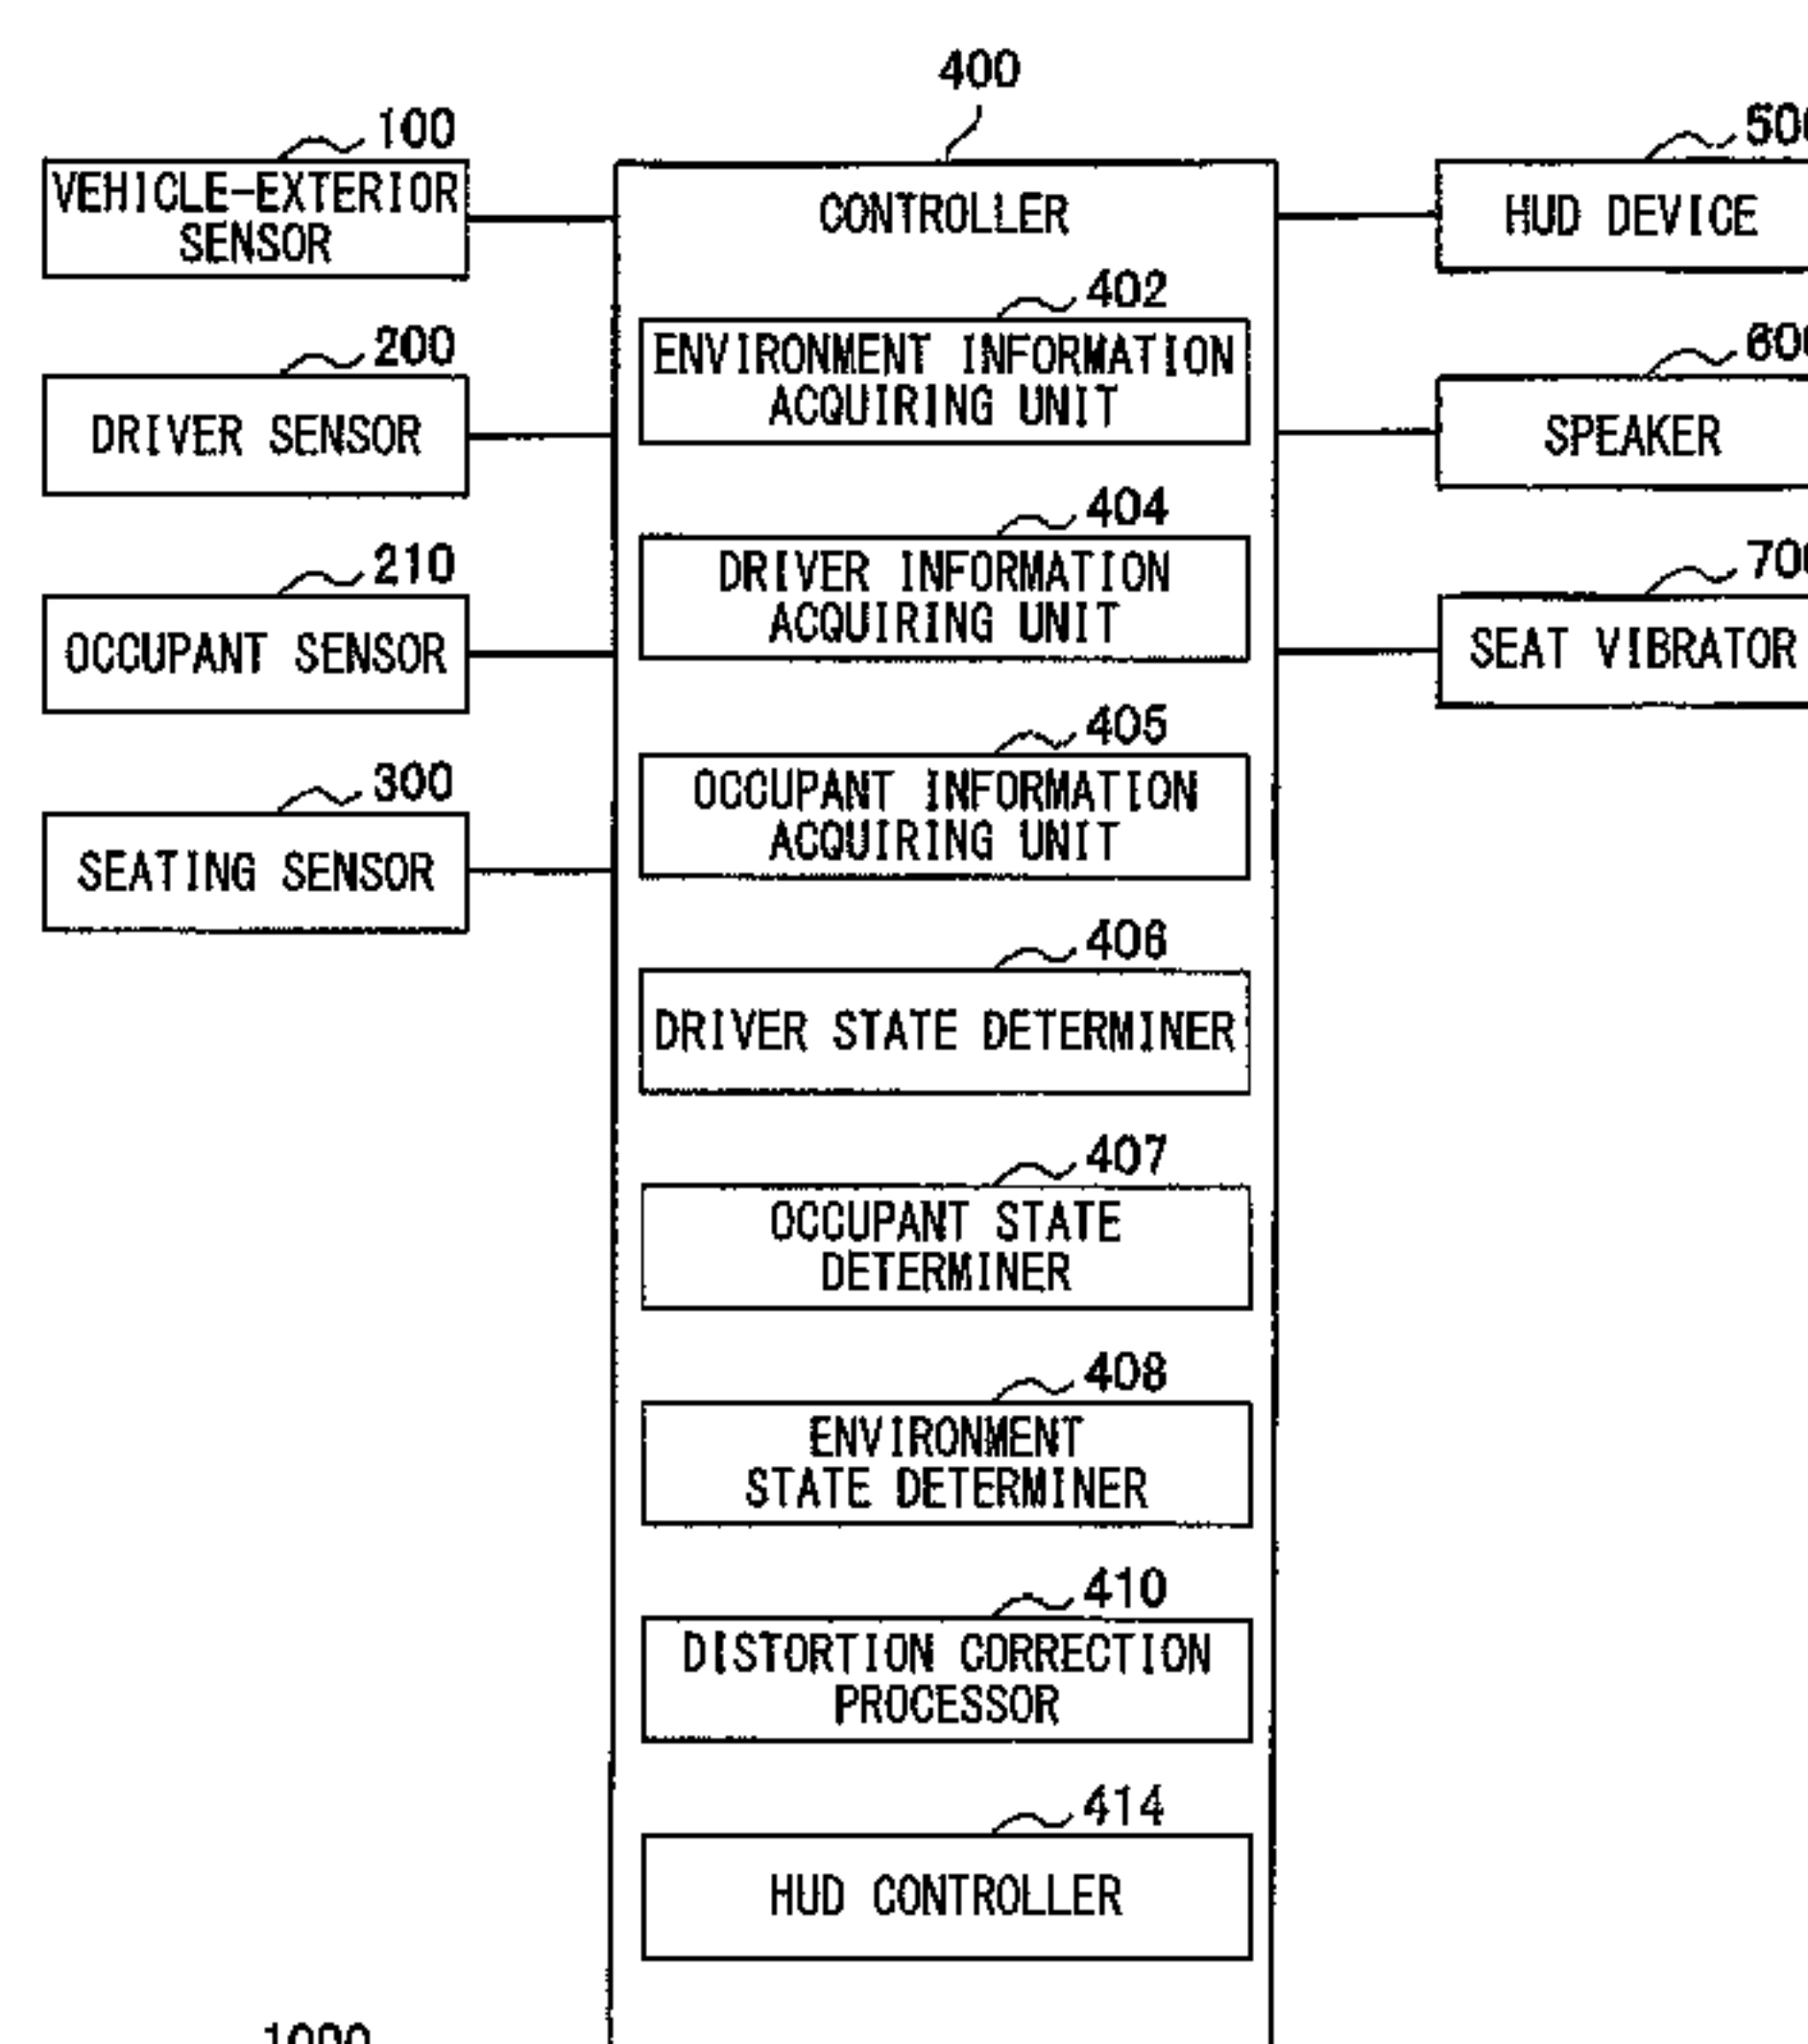 400
100
VEHICLE-EXTERIOR
SENSOR
200
DRIVER SENSOR
210
OCCUPANT SENSOR
300
SEATING SENSOR
CONTROLLER
402
ENVIRONMENT INFORMATION
ACQUIRING UNIT
404
DRIVER INFORMATION
ACQUIRING UNIT
405
OCCUPANT INFORMATION
ACQUIRING UNIT
406
DRIVER STATE DETERMINER
407
OCCUPANT STATE
DETERMINER
408
ENVIRONMENT
STATE DETERMINER
410
DISTORTION CORRECTION
PROCESSOR
414
HUD CONTROLLER
HUD DEVICE
SPEAKER
SEAT VIBRATOR